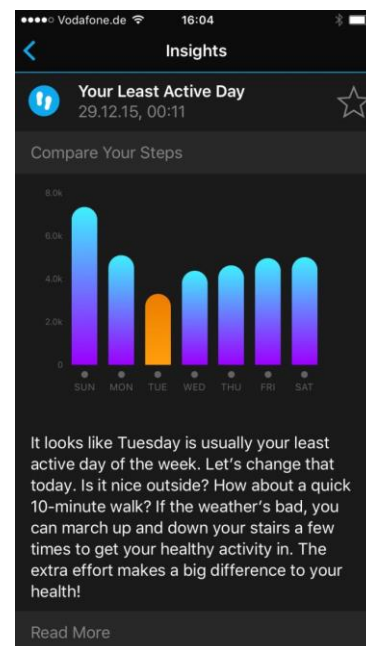 Vodafone.de 16:04
Insights
Your Least Active Day
29.12.15, 00:11
Compare Your Steps
8.0k
6.0k
4.0k
2.0k
0
SUN MON TUE WED THU FRI SAT
It looks like Tuesday is usually your least
active day of the week. Let's change that
today. Is it nice outside? How about a quick
10-minute walk? If the weather's bad, you
can march up and down your stairs a few
times to get your healthy activity in. The
extra effort makes a big difference to your
health!
Read More